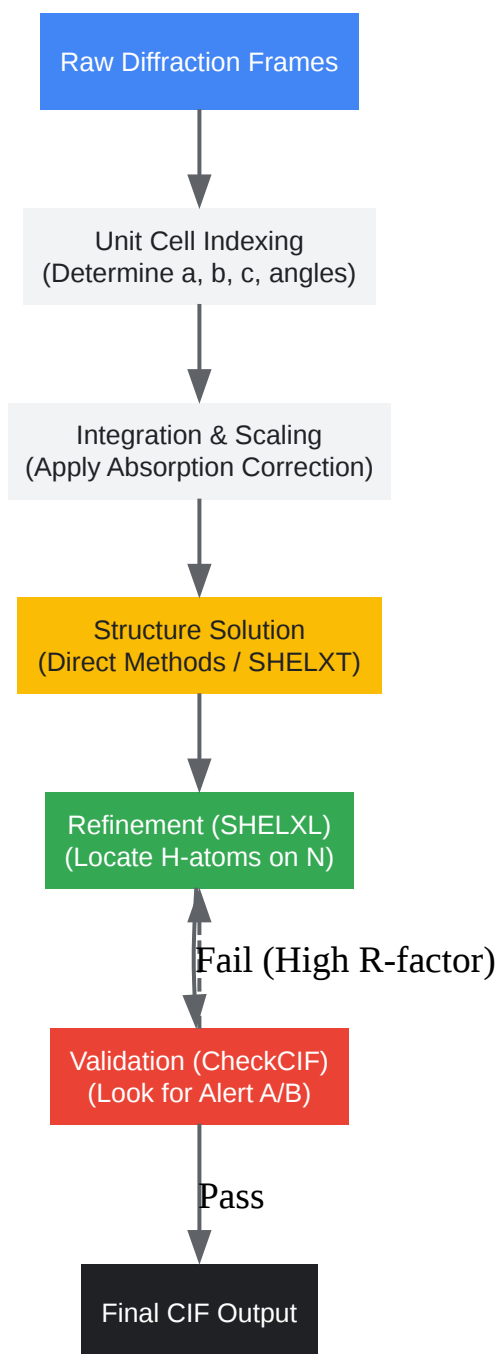 Raw Diffraction Frames
Unit Cell Indexing
(Determine a, b, c, angles)
Integration & Scaling
(Apply Absorption Correction)
Structure Solution
(Direct Methods / SHELXT)
Refinement (SHELXL)
(Locate H-atoms on N)
Fail (High R-factor)
Validation (CheckCIF)
(Look for Alert A/B)
Pass
Final CIF Output